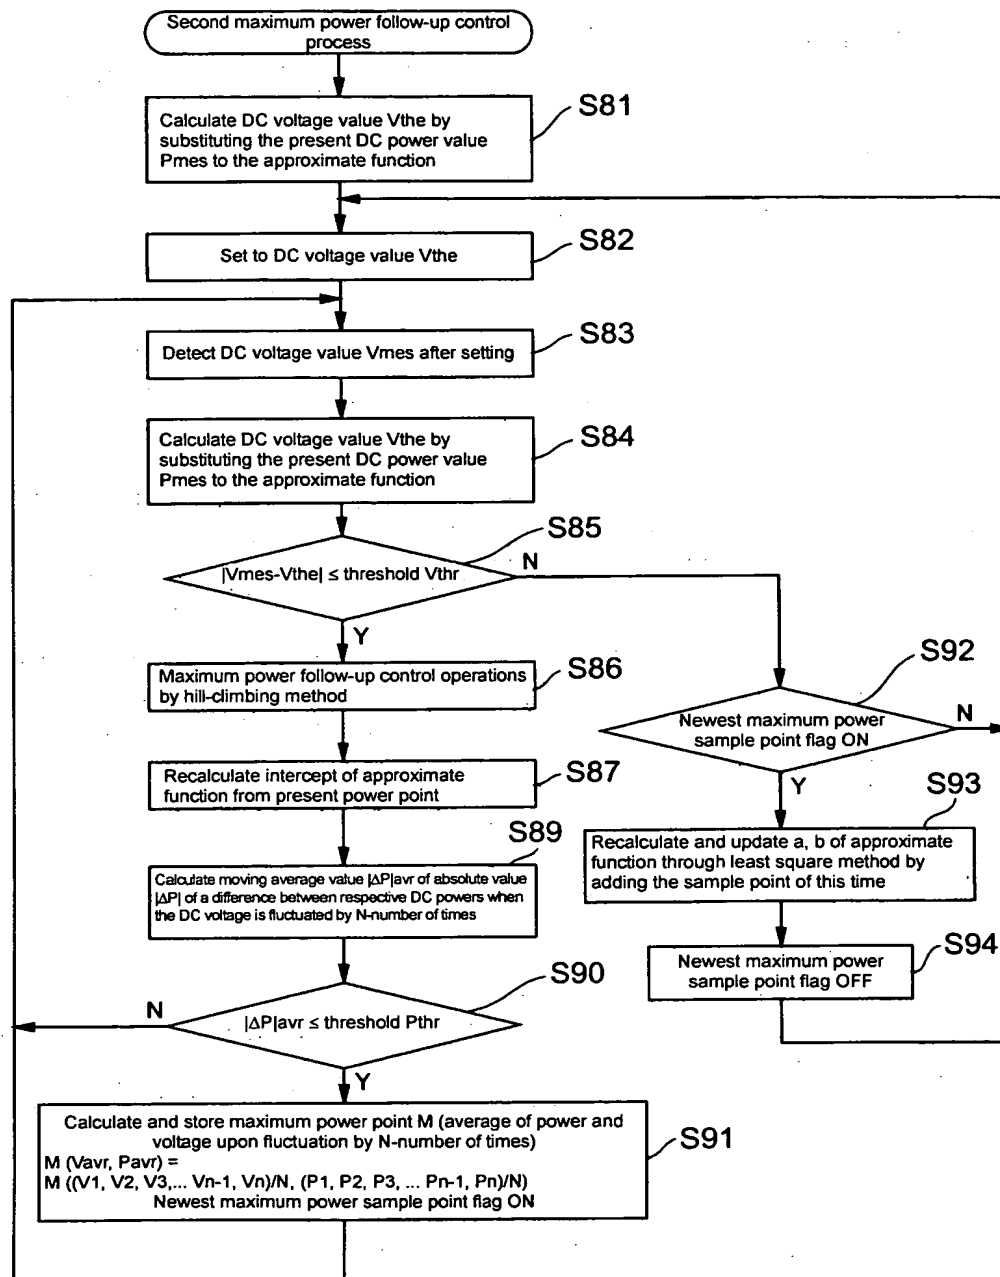 Second maximum power follow-up control
process
S81
Calculate DC voltage value Vthe by
substituting the present DC power value
Pmes to the approximate function
S82
Set to DC voltage value Vthe
S83
Detect DC voltage value Vmes after setting
S84
Calculate DC voltage value Vthe by
substituting the present DC power value
Pmes to the approximate function
S85
|Vmes-Vthe| ≤ threshold Vthr
N
Y
S86
Maximum power follow-up control operations
by hill-climbing method
S92
Newest maximum power
sample point flag ON
N
Y
S87
Recalculate intercept of approximate
function from present power point
S93
Recalculate and update a, b of approximate
function through least square method by
adding the sample point of this time
S89
Calculate moving average value |ΔP|avr of absolute value
|ΔP| of a difference between respective DC powers when
the DC voltage is fluctuated by N-number of times
S94
Newest maximum power
sample point flag OFF
S90
N
|ΔP|avr ≤ threshold Pthr
Y
S91
Calculate and store maximum power point M (average of power and
voltage upon fluctuation by N-number of times)
M (Vavr, Pavr) =
M ((V1, V2, V3,... Vn-1, Vn)/N, (P1, P2, P3, ... Pn-1, Pn)/N)
Newest maximum power sample point flag ON